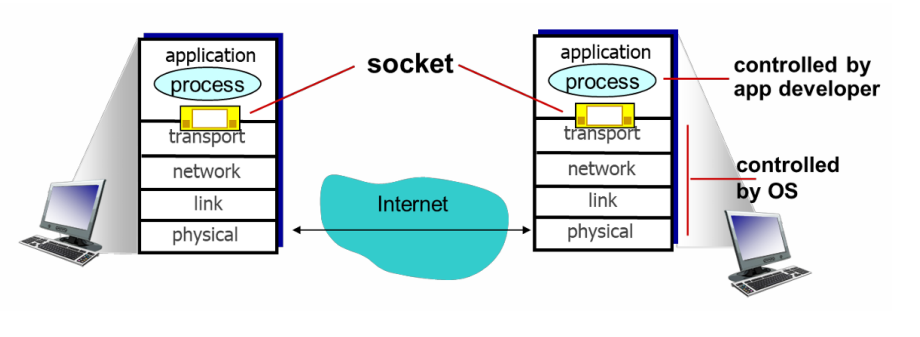 application
process
transport
network
link
physical
socket
Internet
application
process
transport
network
link
physical
controlled by
app developer
controlled
by OS